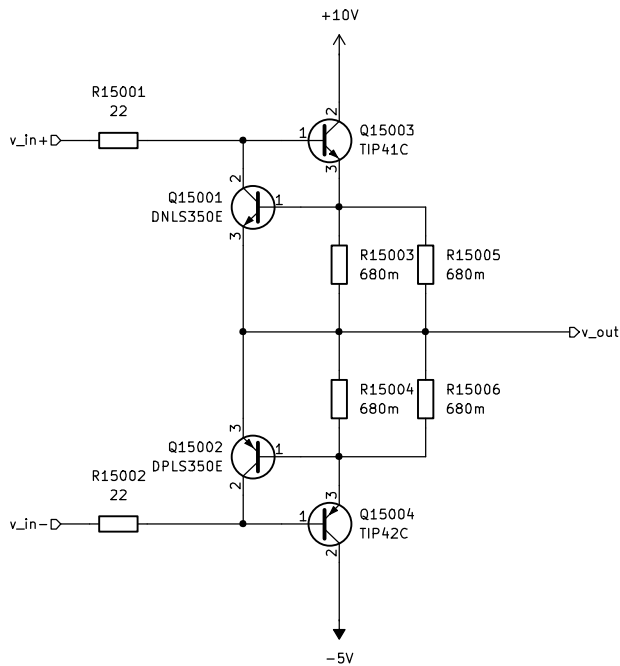 +10V
R15001
22
v_in+
1
2
3
Q15003
TIP41C
2
Q15001
DNLS350E
1
3
R15003
680m
R15005
680m
v_out
R15004
680m
R15006
680m
3
Q15002
DPLS350E
1
2
R15002
22
v_in-
1
3
2
Q15004
TIP42C
-5V